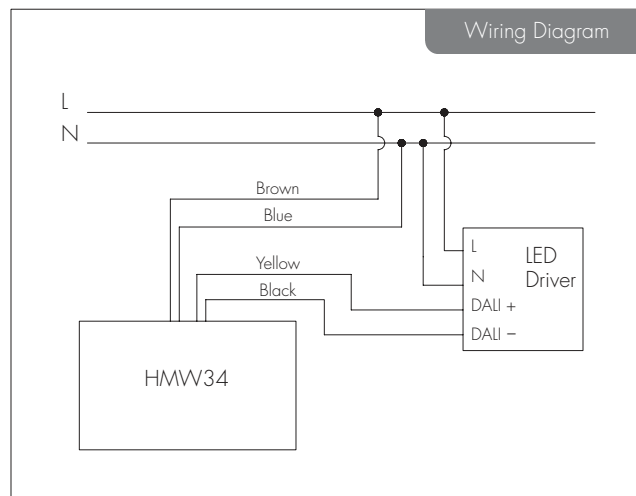 Wiring Diagram
L
N
Brown
Blue
Yellow
Black
HMW34
L
N
DALI +
DALI −
LED
Driver